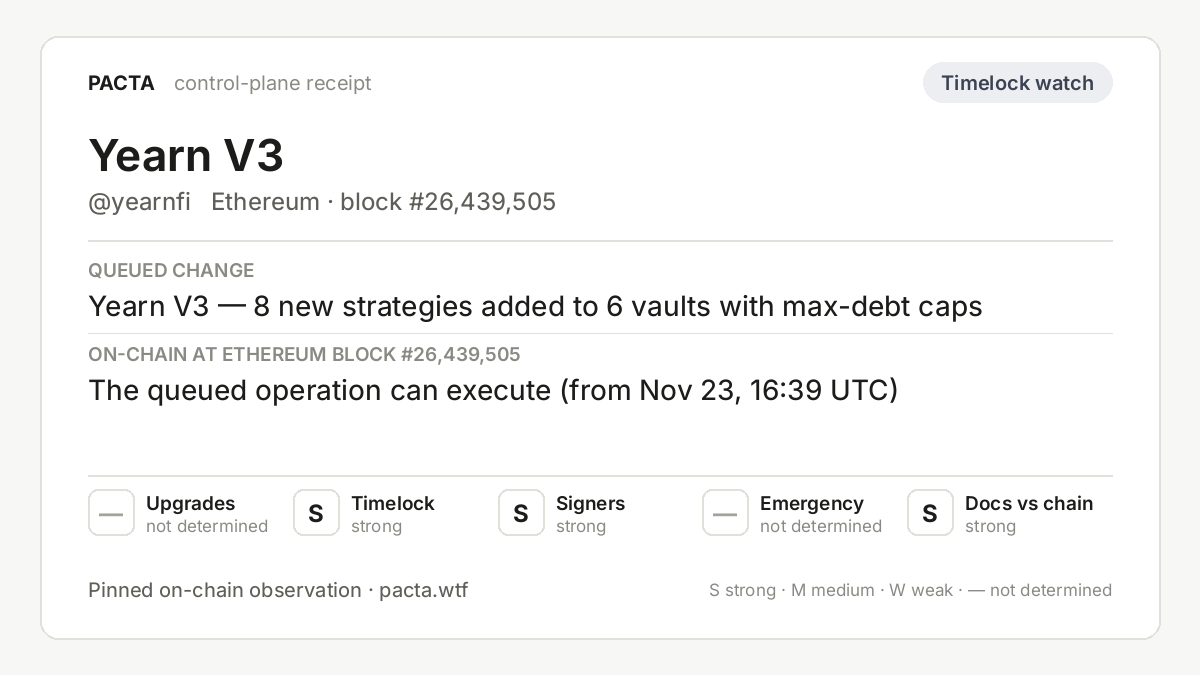 PACTA control-plane receipt
Timelock watch
Yearn V3
@yearnfi Ethereum · block #26,439,505
QUEUED CHANGE
Yearn V3 — 8 new strategies added to 6 vaults with max-debt caps
ON-CHAIN AT ETHEREUM BLOCK #26,439,505
The queued operation can execute (from Nov 23, 16:39 UTC)
— Upgrades
not determined
S Timelock
strong
S Signers
strong
— Emergency
not determined
S Docs vs chain
strong
Pinned on-chain observation · pacta.wtf
S strong · M medium · W weak · — not determined